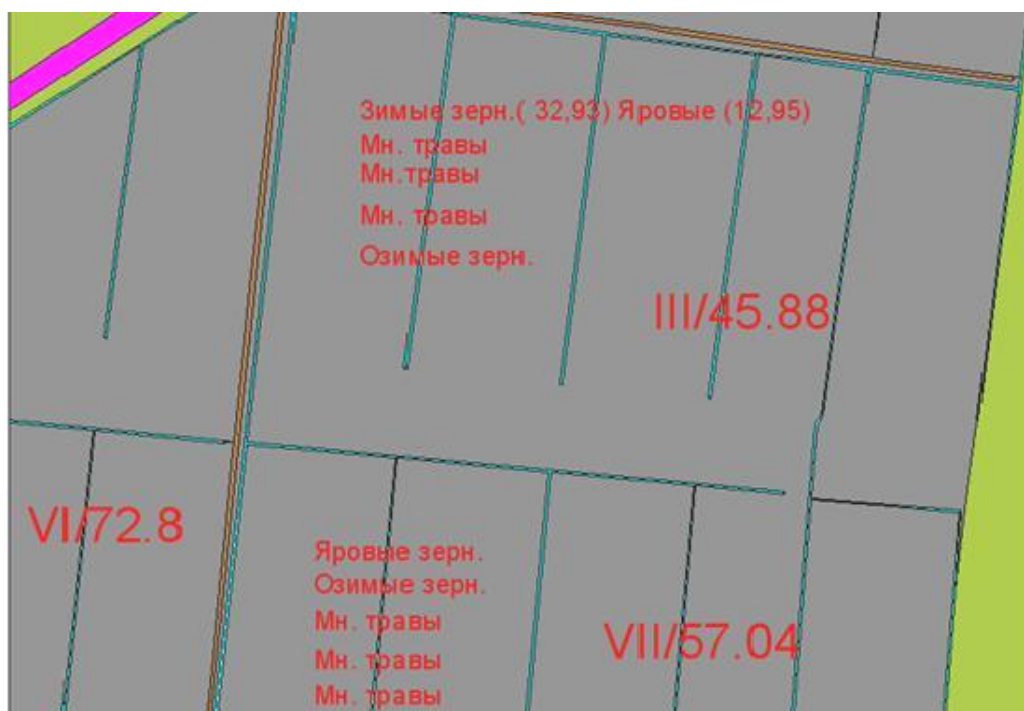 Зимые зерн.( 32,93) Яровые (12,95)
Мн. травы
Мн.травы
Мн. травы
Озимые зерн.
III/45.88
VI/72.8
Яровые зерн.
Озимые зерн.
Мн. травы
VII/57.04
Мн. травы
Мн. травы